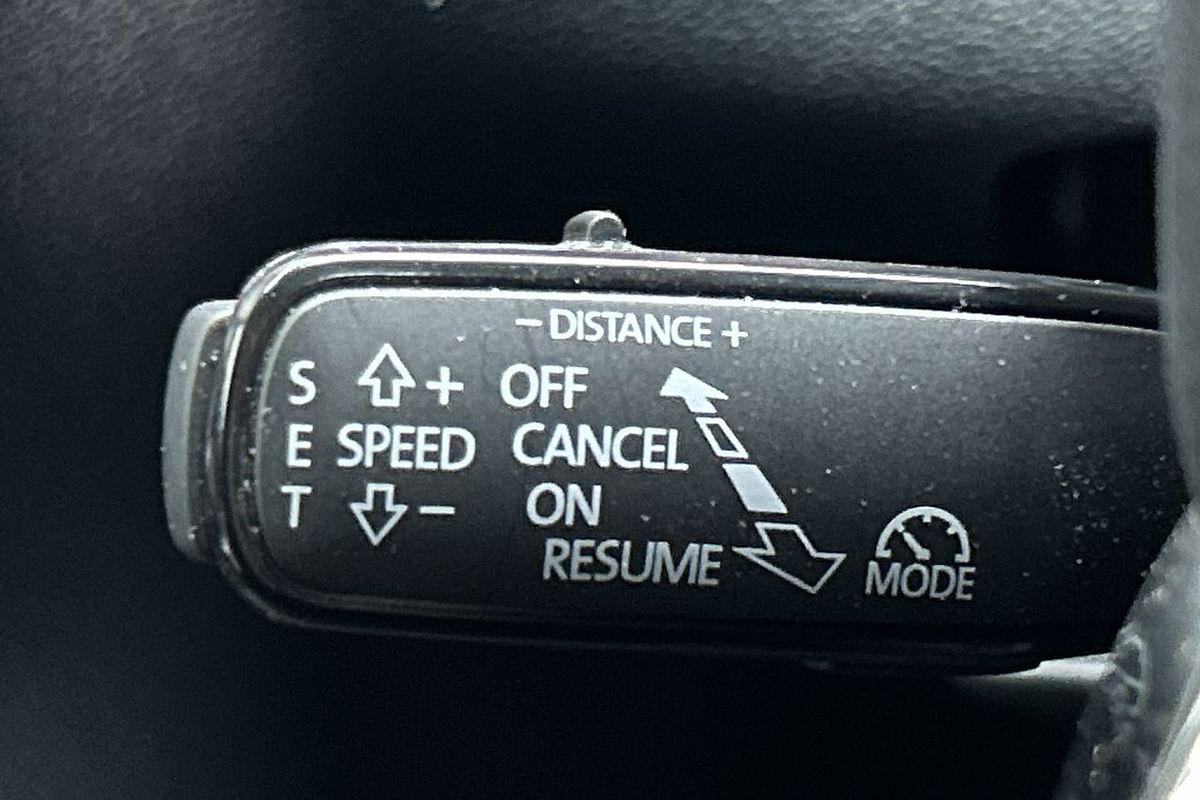 − DISTANCE +
S + OFF
E SPEED CANCEL
T − ON
RESUME
MODE